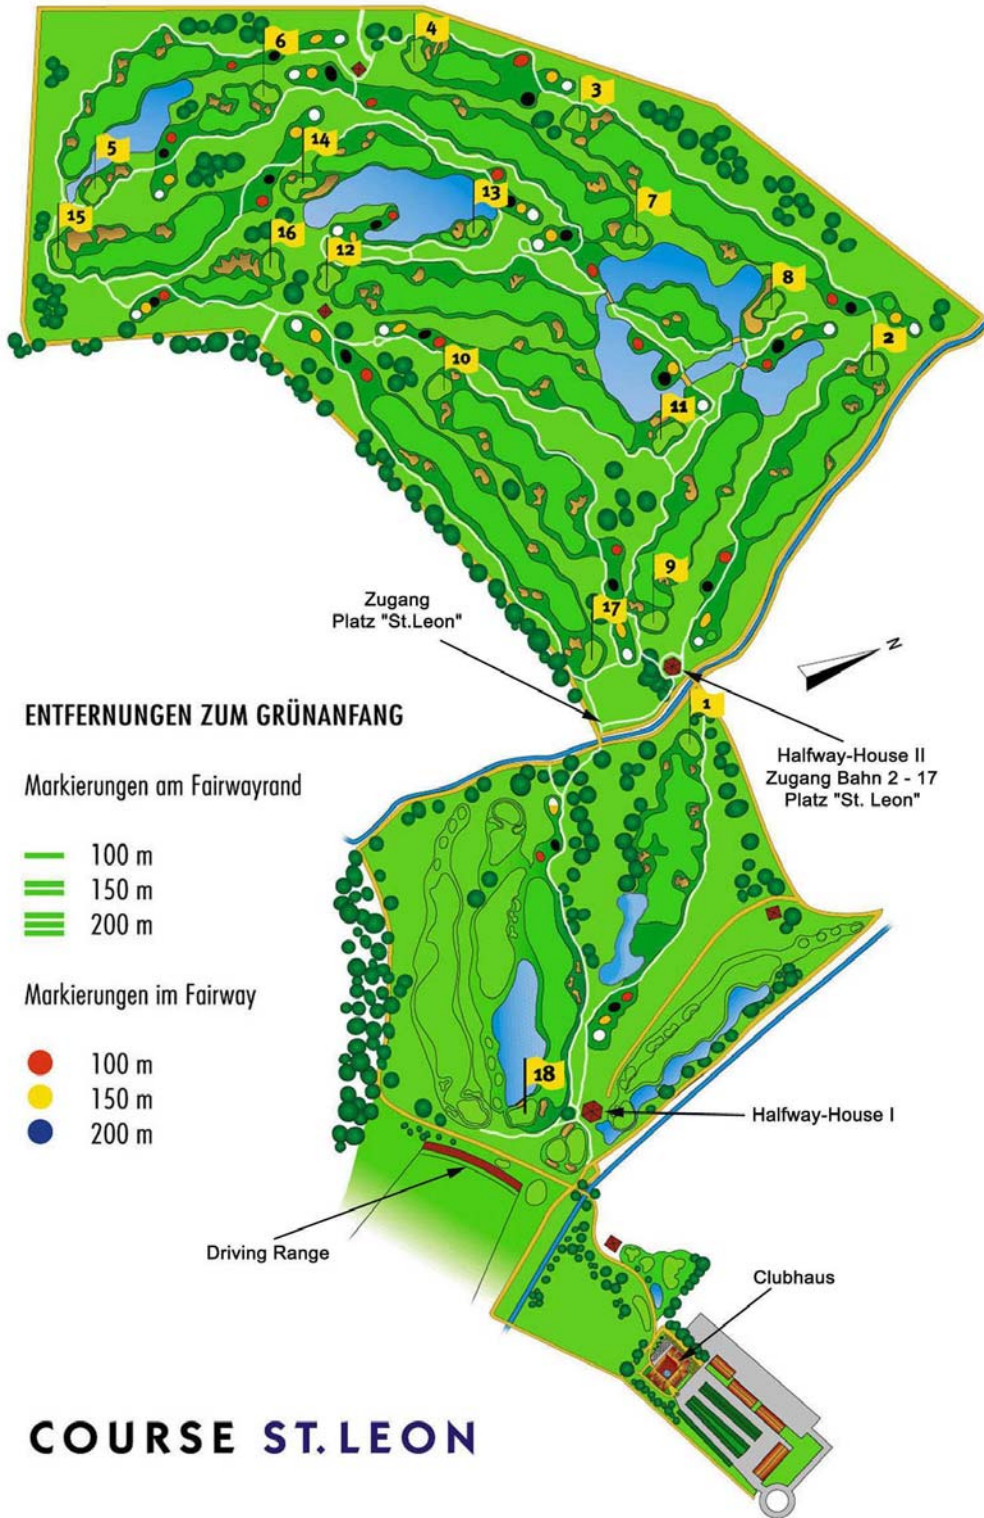 4
6
3
14
5
13
7
15
16
12
8
2
10
11
9
17
Zugang
Platz "St.Leon"
N
1
ENTFERNUNGEN ZUM GRÜNANFANG
Halfway-House II
Zugang Bahn 2 - 17
Platz "St. Leon"
Markierungen am Fairwayrand
100 m
150 m
200 m
Markierungen im Fairway
100 m
150 m
200 m
18
Halfway-House I
Driving Range
Clubhaus
COURSE ST. LEON